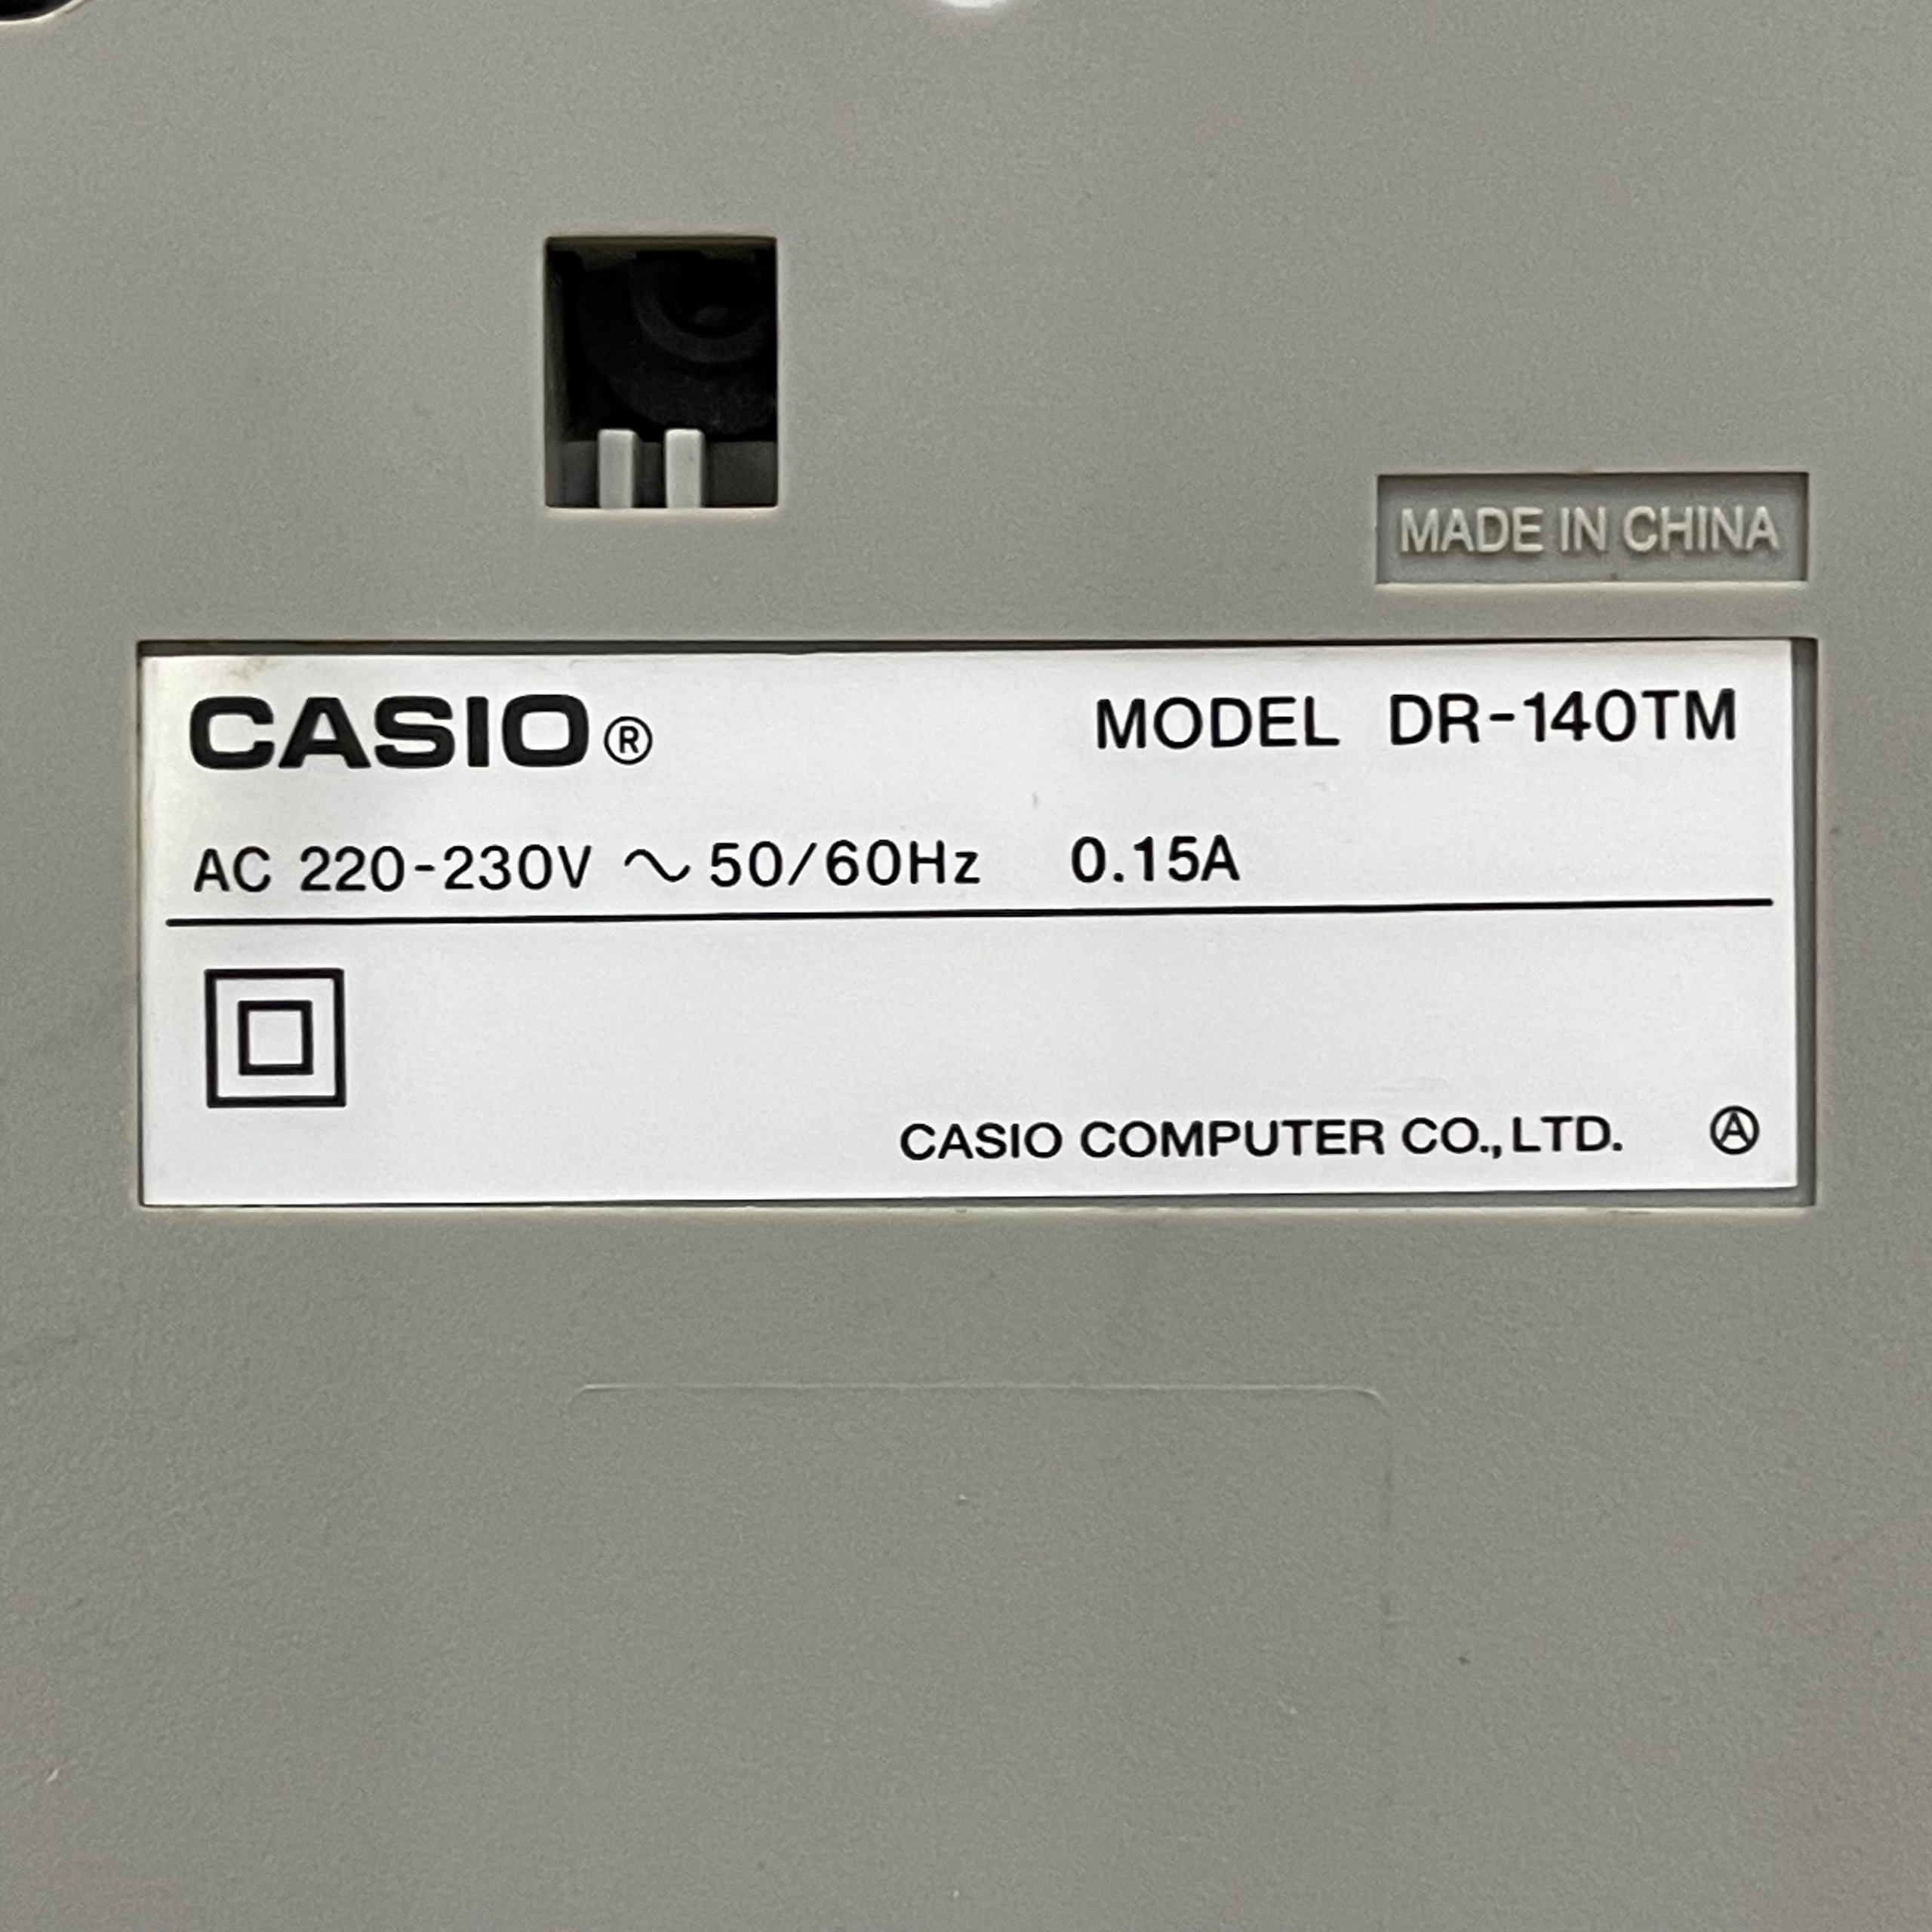 MADE IN CHINA
CASIO® MODEL DR-140TM
AC 220-230V ∿ 50/60Hz 0.15A
CASIO COMPUTER CO., LTD. Ⓐ